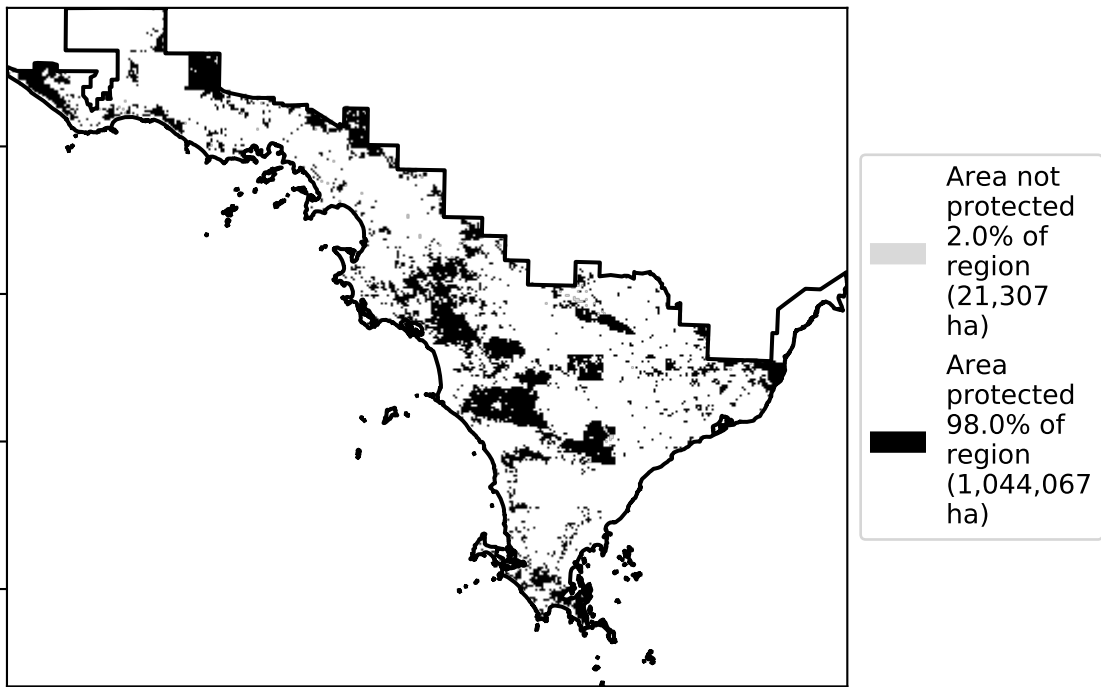 Area not
protected
2.0% of
region
(21,307
ha)
Area
protected
98.0% of
region
(1,044,067
ha)